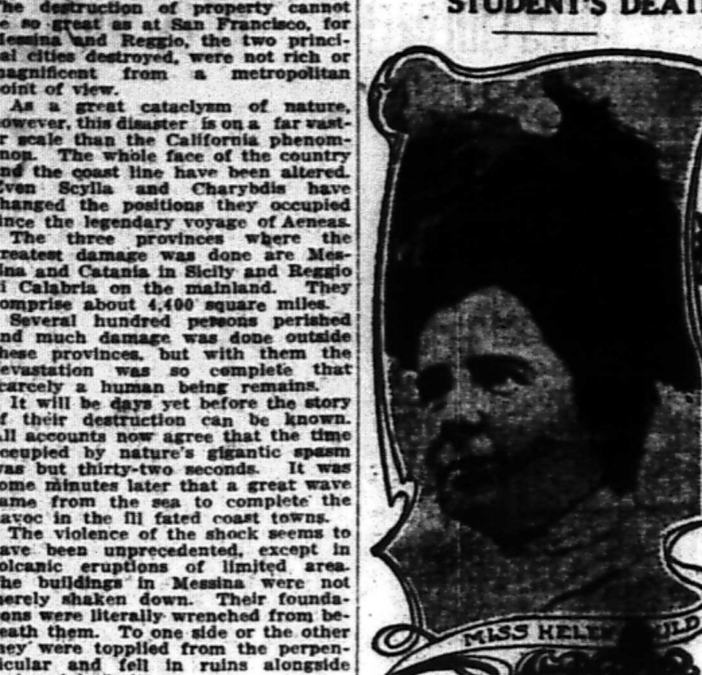 he destruction of property cannot
e so great as at San Francisco, for
essina and Reggio, the two princi-
al cities destroyed, were not rich or
agnificent from a metropolitan
oint of view.
As a great cataclysm of nature,
owever, this disaster is on a far vast-
r scale than the California phenom-
non. The whole face of the country
nd the coast line have been altered.
Even Scylla and Charybdis have
hanged the positions they occupied
ince the legendary voyage of Aeneas.
The three provinces where the
reatest damage was done are Mes-
ina and Catania in Sicily and Reggio
i Calabria on the mainland. They
omprise about 4,400 square miles.
Several hundred persons perished
nd much damage was done outside
hese provinces, but with them the
evastation was so complete that
carcely a human being remains.
It will be days yet before the story
f their destruction can be known.
All accounts now agree that the time
ccupied by nature's gigantic spasm
was but thirty-two seconds. It was
ome minutes later that a great wave
ame from the sea to complete the
avoc in the ill fated coast towns.
The violence of the shock seems to
ave been unprecedented, except in
olcanic eruptions of limited area.
he buildings in Messina were not
merely shaken down. Their founda-
ons were literally wrenched from be-
eath them. To one side or the other
hey were topplied from the perpen-
icular and fell in ruins alongside
STUDENT'S DEAT
MISS HELE